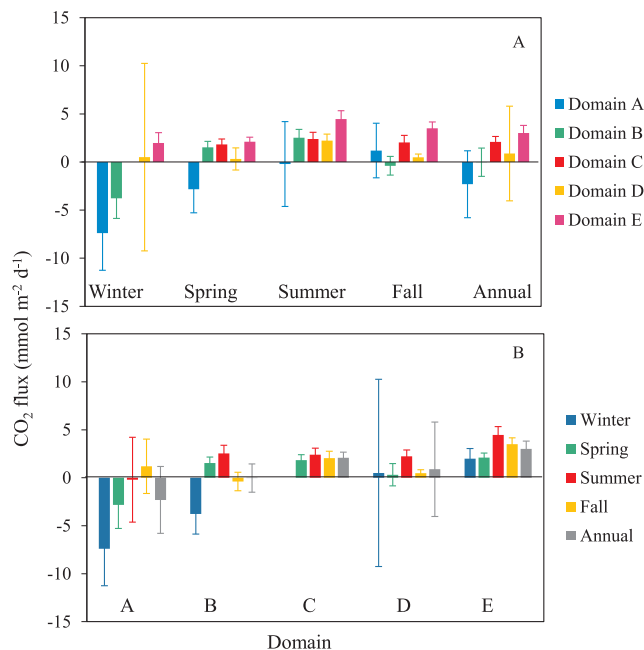 15
10
5
0
-5
-10
-15
A
Winter
Spring
Summer
Fall
Annual
Domain A
Domain B
Domain C
Domain D
Domain E
CO₂ flux (mmol m⁻² d⁻¹)
15
10
5
0
-5
-10
-15
B
A
B
C
D
E
Domain
Winter
Spring
Summer
Fall
Annual